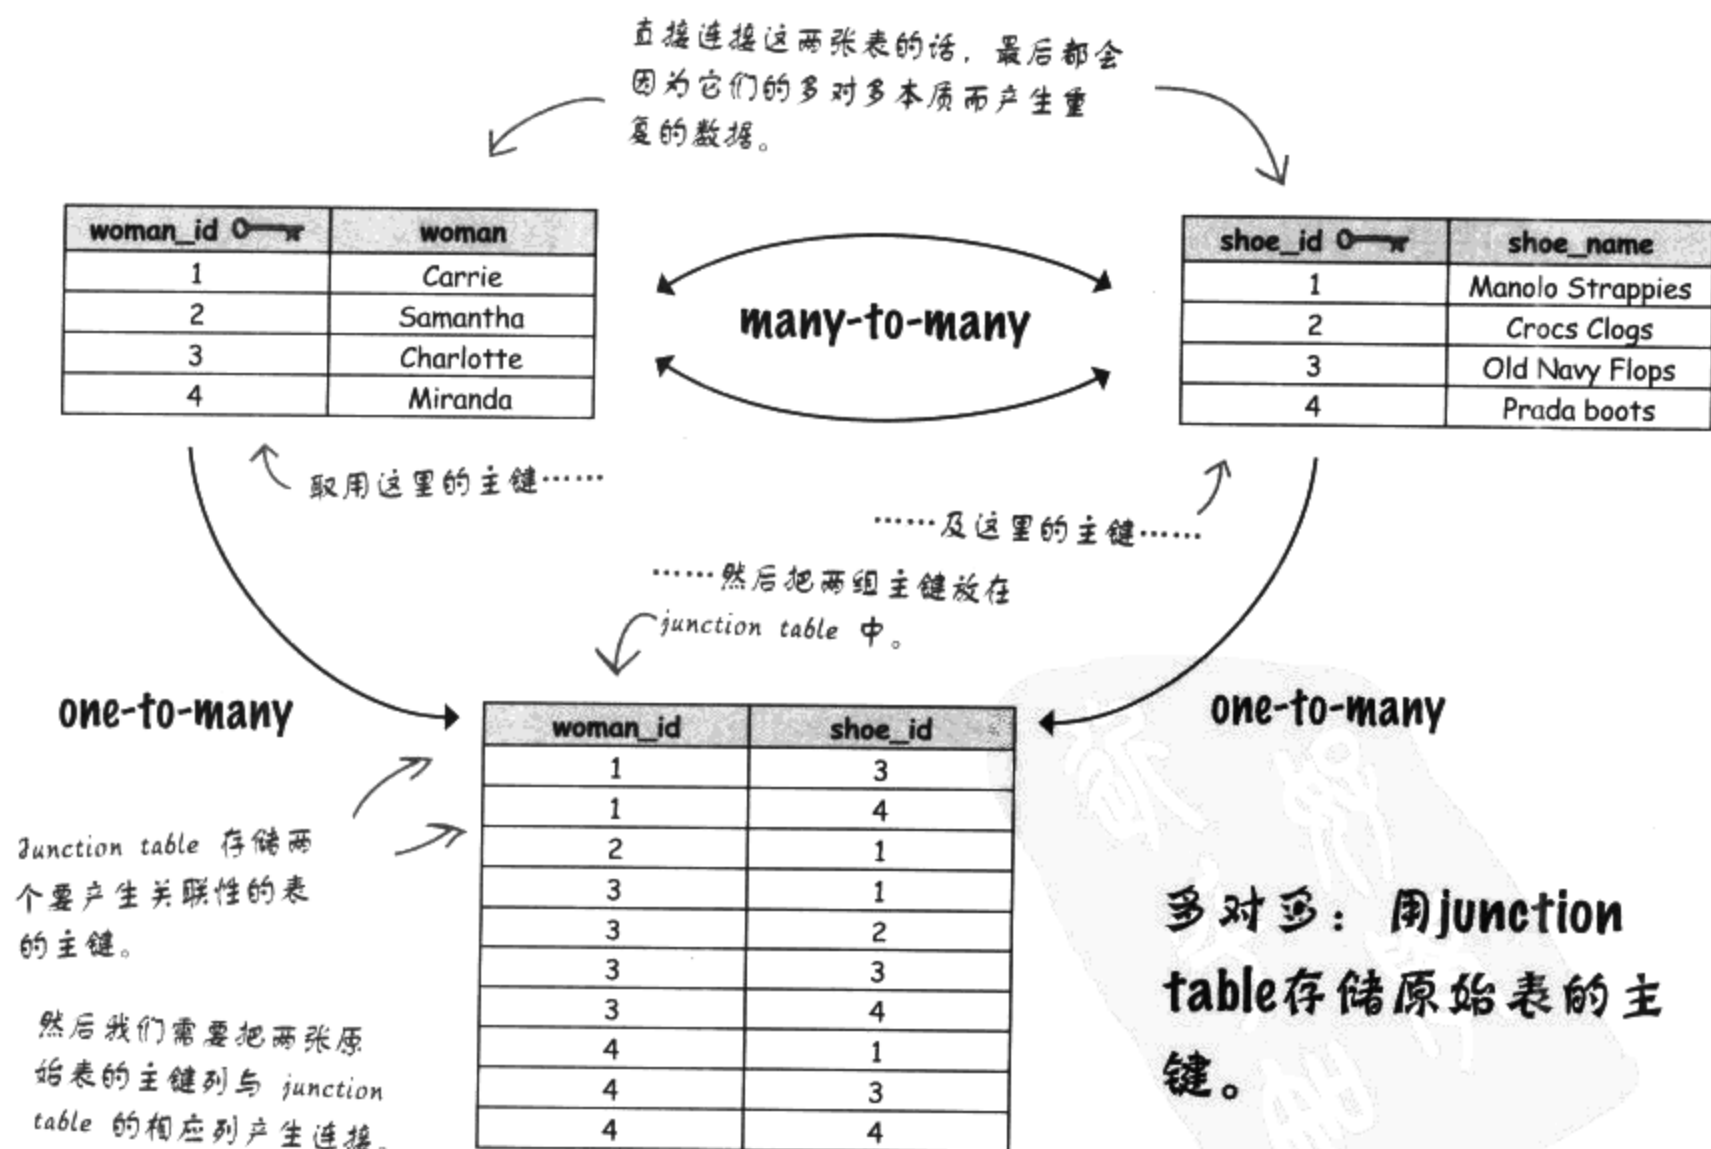 直接连接这两张表的话，最后都会
因为它们的多对多本质而产生重
复的数据。
woman_id woman
1 Carrie
2 Samantha
3 Charlotte
4 Miranda
many-to-many
shoe_id shoe_name
1 Manolo Strappies
2 Crocs Clogs
3 Old Navy Flops
4 Prada boots
取用这里的主键……
……及这里的主键……
……然后把两组主键放在
junction table 中。
one-to-many
one-to-many
woman_id shoe_id
1 3
1 4
2 1
3 1
3 2
3 3
3 4
4 1
4 3
4 4
Junction table 存储两
个要产生关联性的表
的主键。
然后我们需要把两张原
始表的主键列与 junction
table 的相应列产生连接。
多对多：用junction
table存储原始表的主
键。